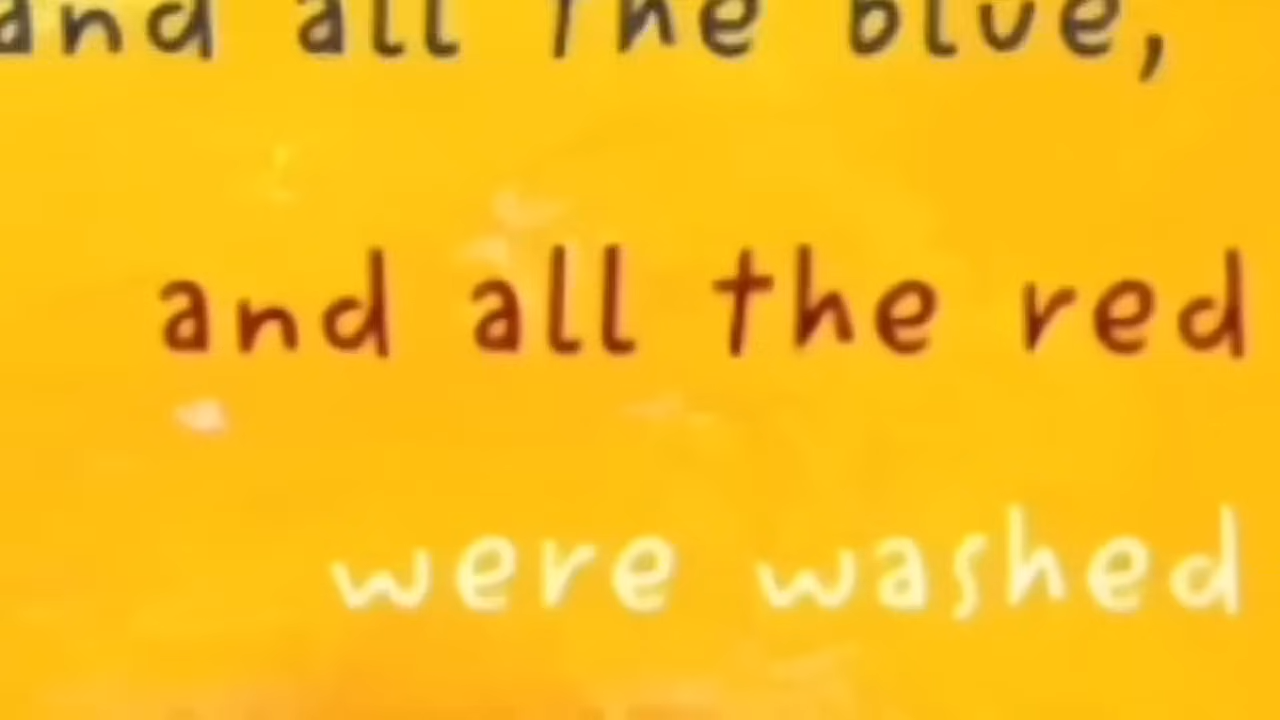 and all the blue,
and all the red
were washed